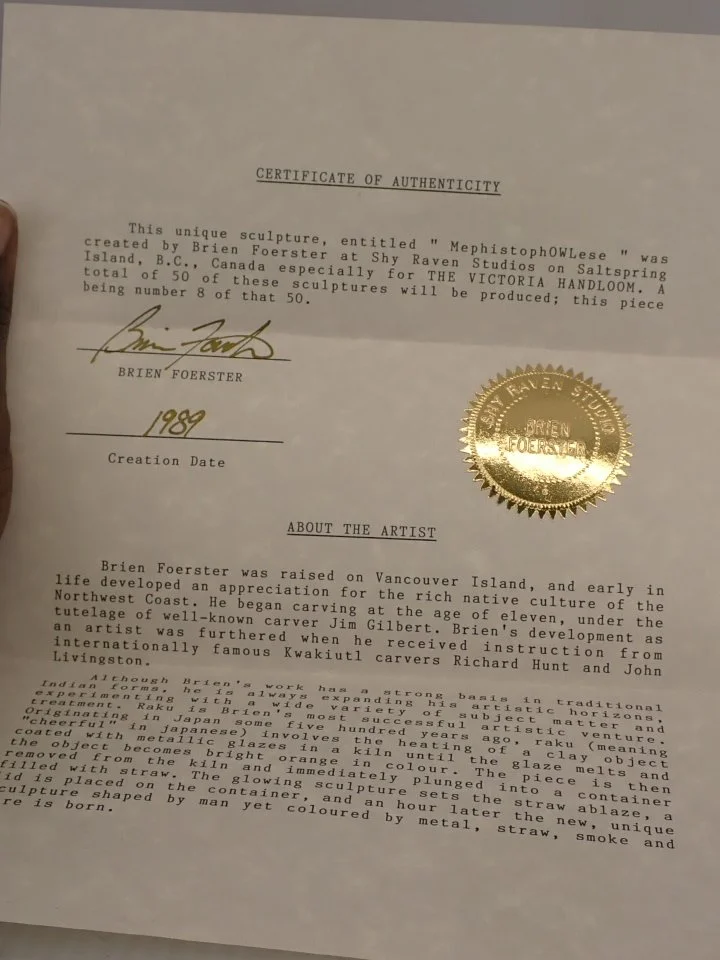 CERTIFICATE OF AUTHENTICITY
This unique sculpture, entitled " MephistophOWLese " was
created by Brien Foerster at Shy Raven Studios on Saltspring
Island, B.C., Canada especially for THE VICTORIA HANDLOOM. A
total of 50 of these sculptures will be produced; this piece
being number 8 of that 50.
Brien Foerster
BRIEN FOERSTER
1989
Creation Date
SHY RAVEN STUDIO
BRIEN
FOERSTER
ABOUT THE ARTIST
Brien Foerster was raised on Vancouver Island, and early in
life developed an appreciation for the rich native culture of the
Northwest Coast. He began carving at the age of eleven, under the
tutelage of well-known carver Jim Gilbert. Brien's development as
an artist was furthered when he received instruction from
internationally famous Kwakiutl carvers Richard Hunt and John
Livingston.
Although Brien's work has a strong basis in traditional
Indian forms, he is always expanding his artistic horizons,
experimenting with a wide variety of subject matter and
treatment. Raku is Brien's most successful artistic venture.
Originating in Japan some five hundred years ago, raku (meaning
"cheerful" in japanese) involves the heating of a clay object
coated with metallic glazes in a kiln until the glaze melts and
the object becomes bright orange in colour. The piece is then
removed from the kiln and immediately plunged into a container
filled with straw. The glowing sculpture sets the straw ablaze, a
id is placed on the container, and an hour later the new, unique
culpture shaped by man yet coloured by metal, straw, smoke and
re is born.